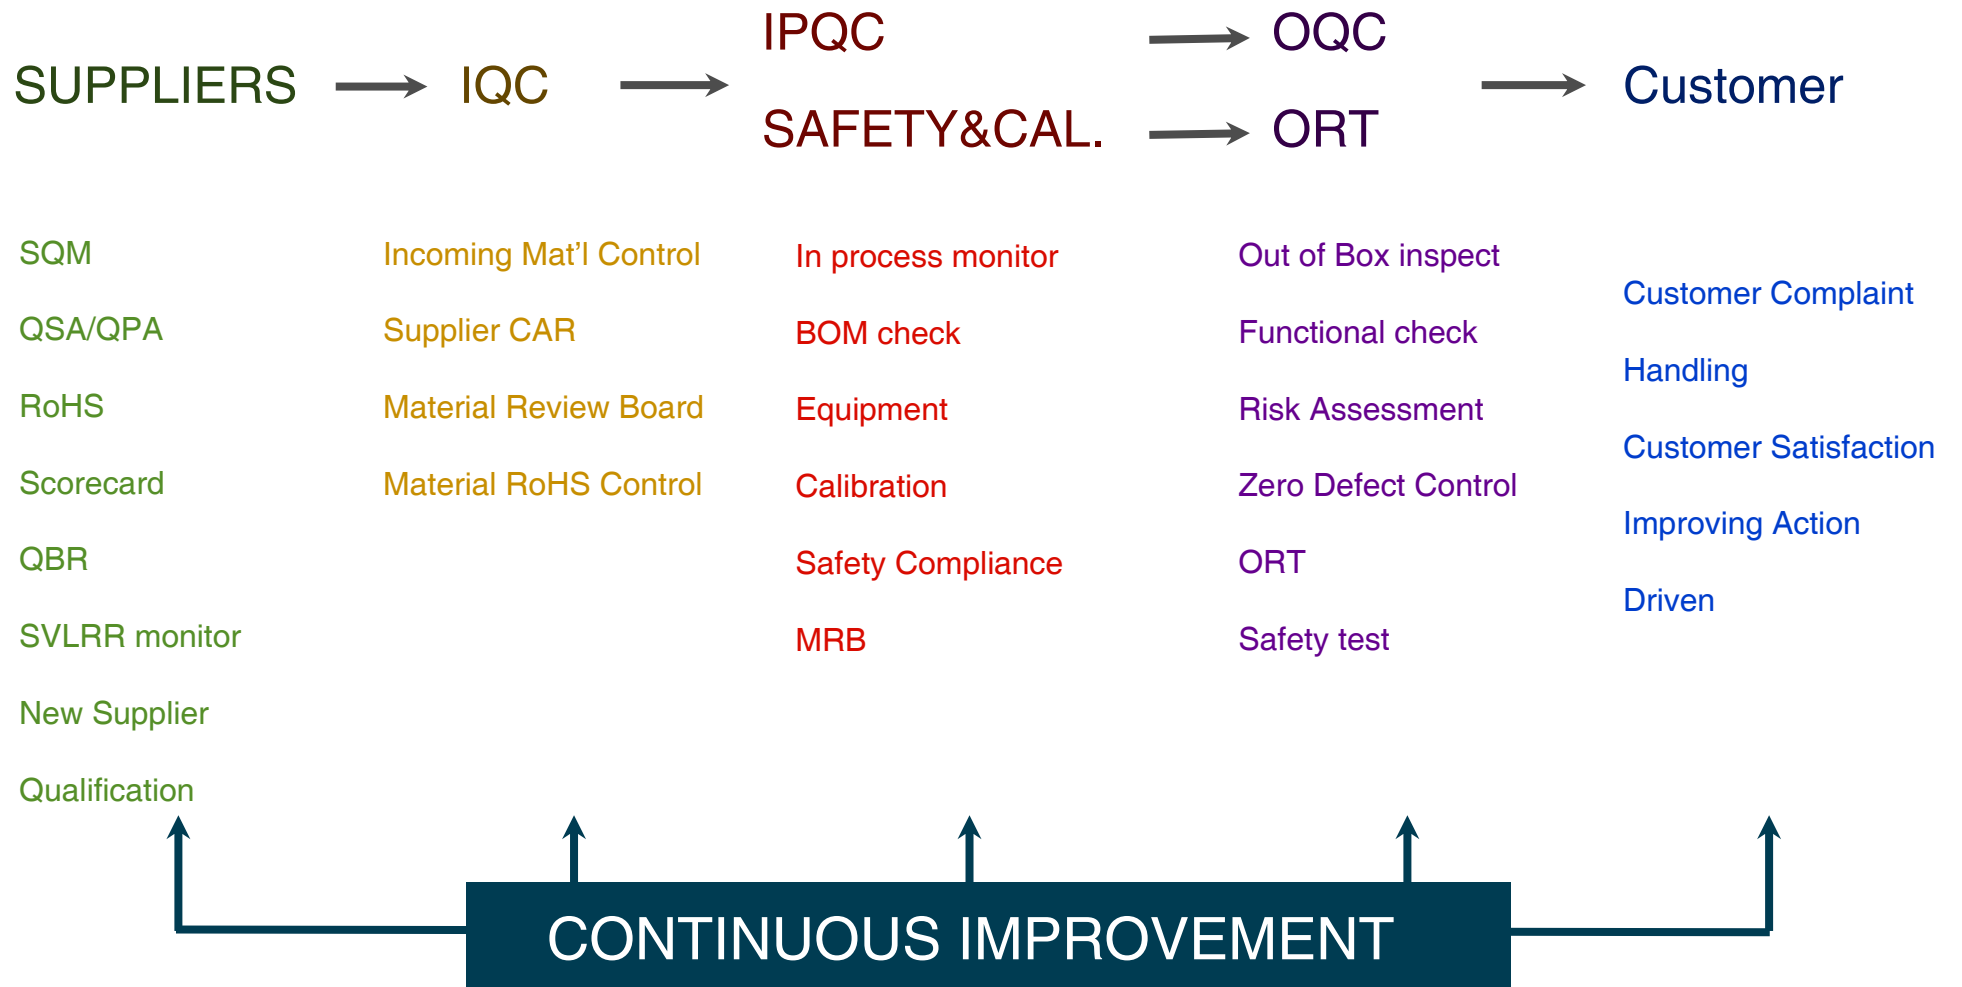 SUPPLIERS
IQC
IPQC
SAFETY&CAL.
OQC
ORT
Customer
SQM
QSA/QPA
RoHS
Scorecard
QBR
SVLRR monitor
New Supplier
Qualification
Incoming Mat’l Control
Supplier CAR
Material Review Board
Material RoHS Control
In process monitor
BOM check
Equipment
Calibration
Safety Compliance
MRB
Out of Box inspect
Functional check
Risk Assessment
Zero Defect Control
ORT
Safety test
Customer Complaint
Handling
Customer Satisfaction
Improving Action
Driven
CONTINUOUS IMPROVEMENT